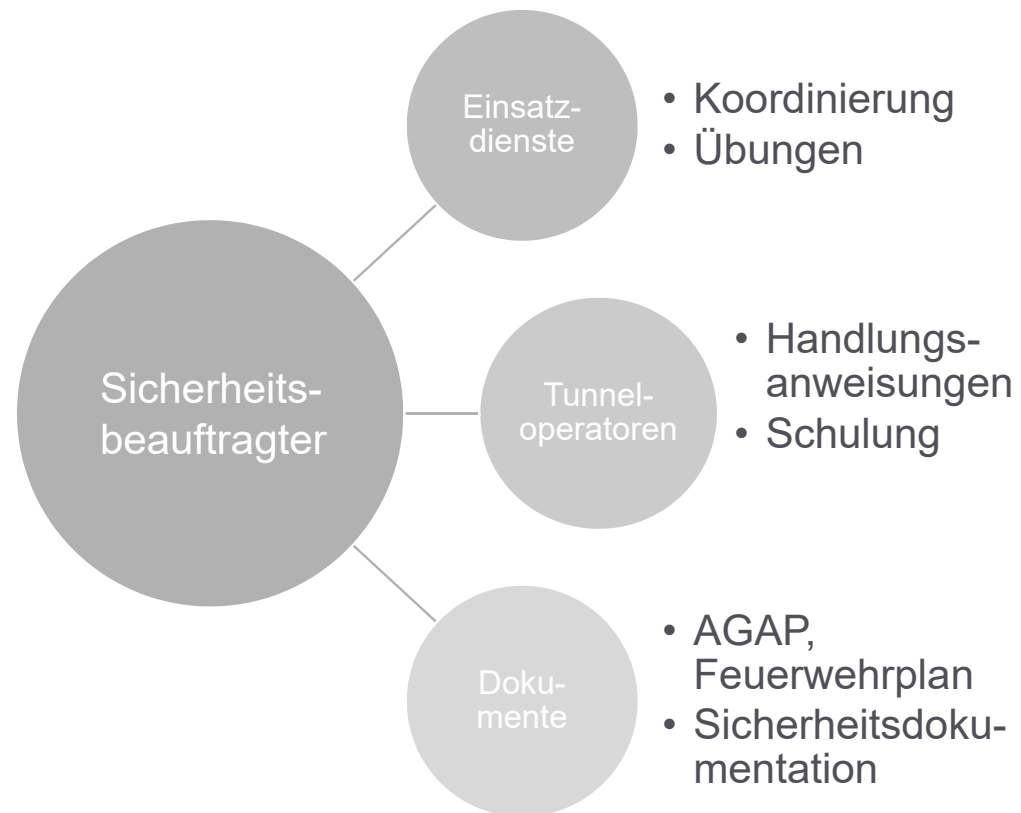 Einsatz-
dienste
• Koordinierung
• Übungen
Sicherheits-
beauftragter
Tunnel-
operatoren
• Handlungs-
anweisungen
• Schulung
Doku-
mente
• AGAP,
Feuerwehrplan
• Sicherheitsdoku-
mentation